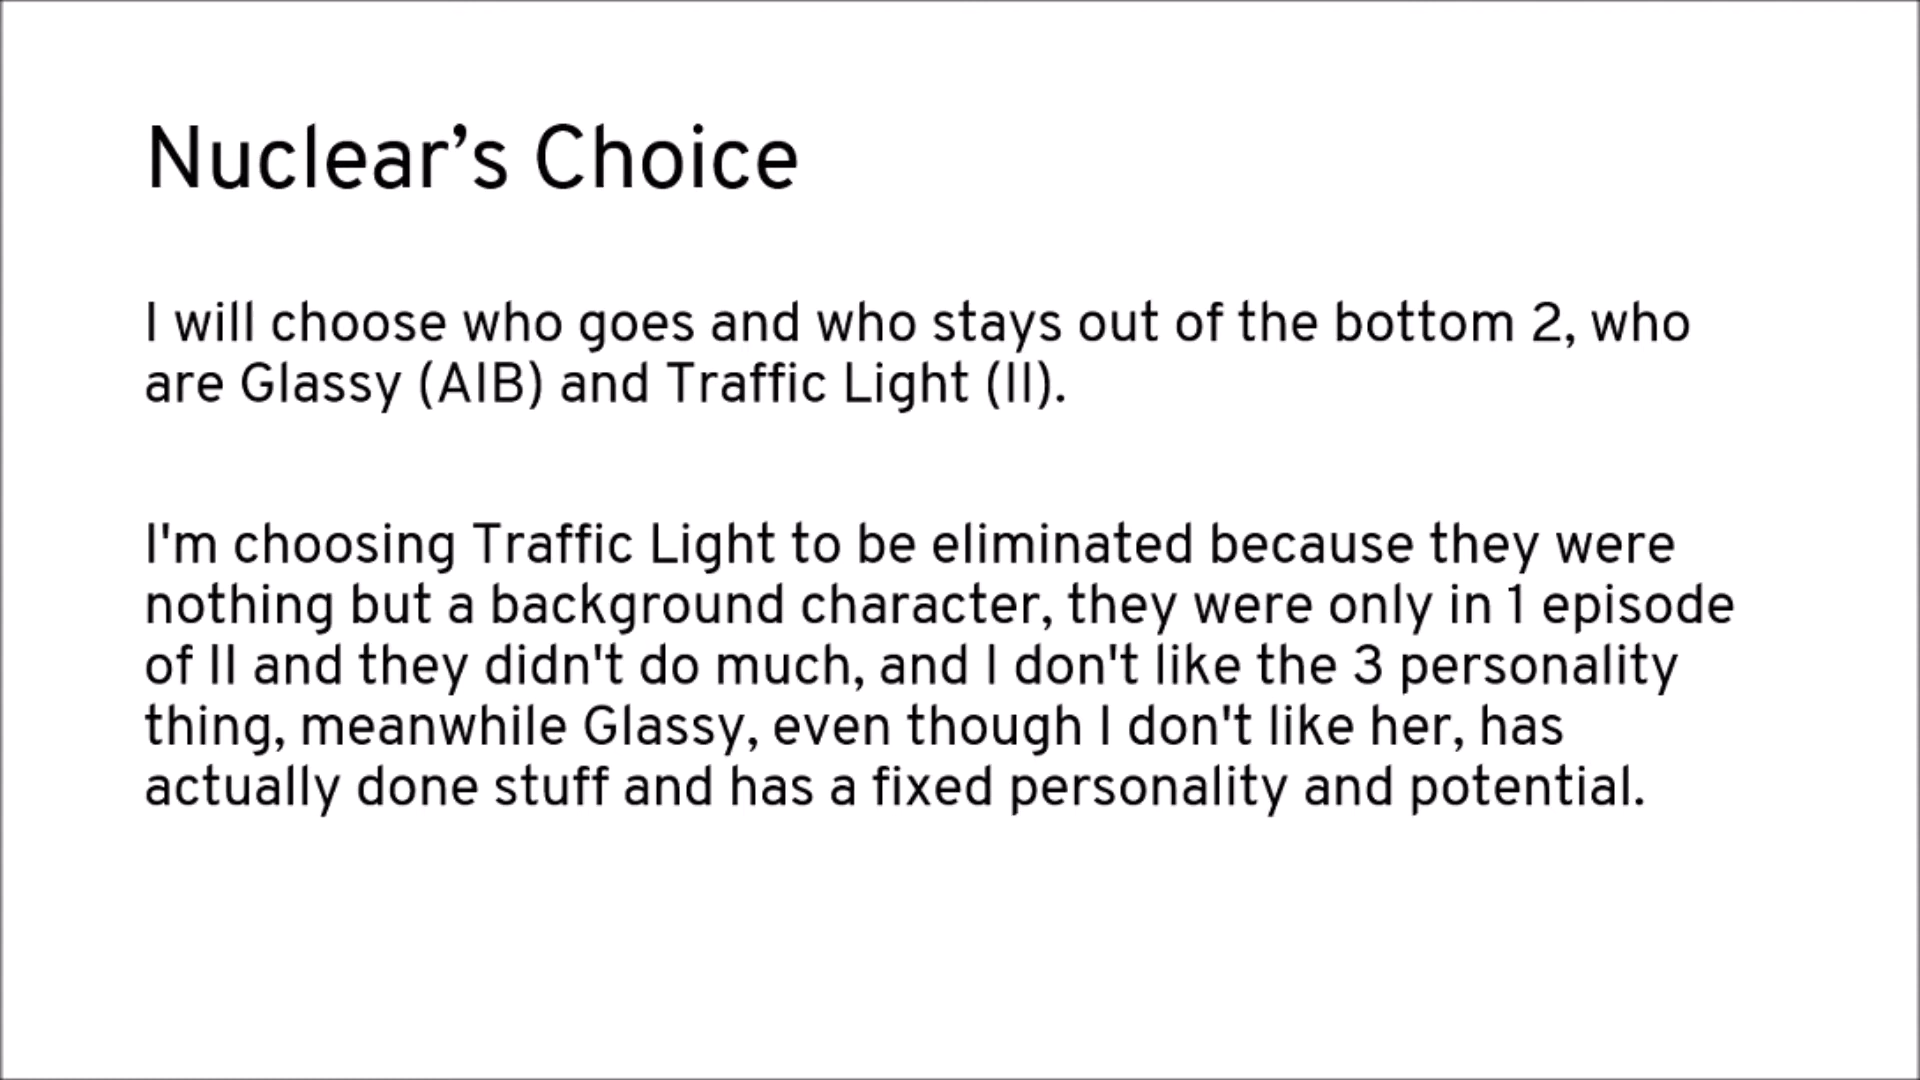 Nuclear’s Choice
I will choose who goes and who stays out of the bottom 2, who
are Glassy (AIB) and Traffic Light (II).
I'm choosing Traffic Light to be eliminated because they were
nothing but a background character, they were only in 1 episode
of II and they didn't do much, and I don't like the 3 personality
thing, meanwhile Glassy, even though I don't like her, has
actually done stuff and has a fixed personality and potential.